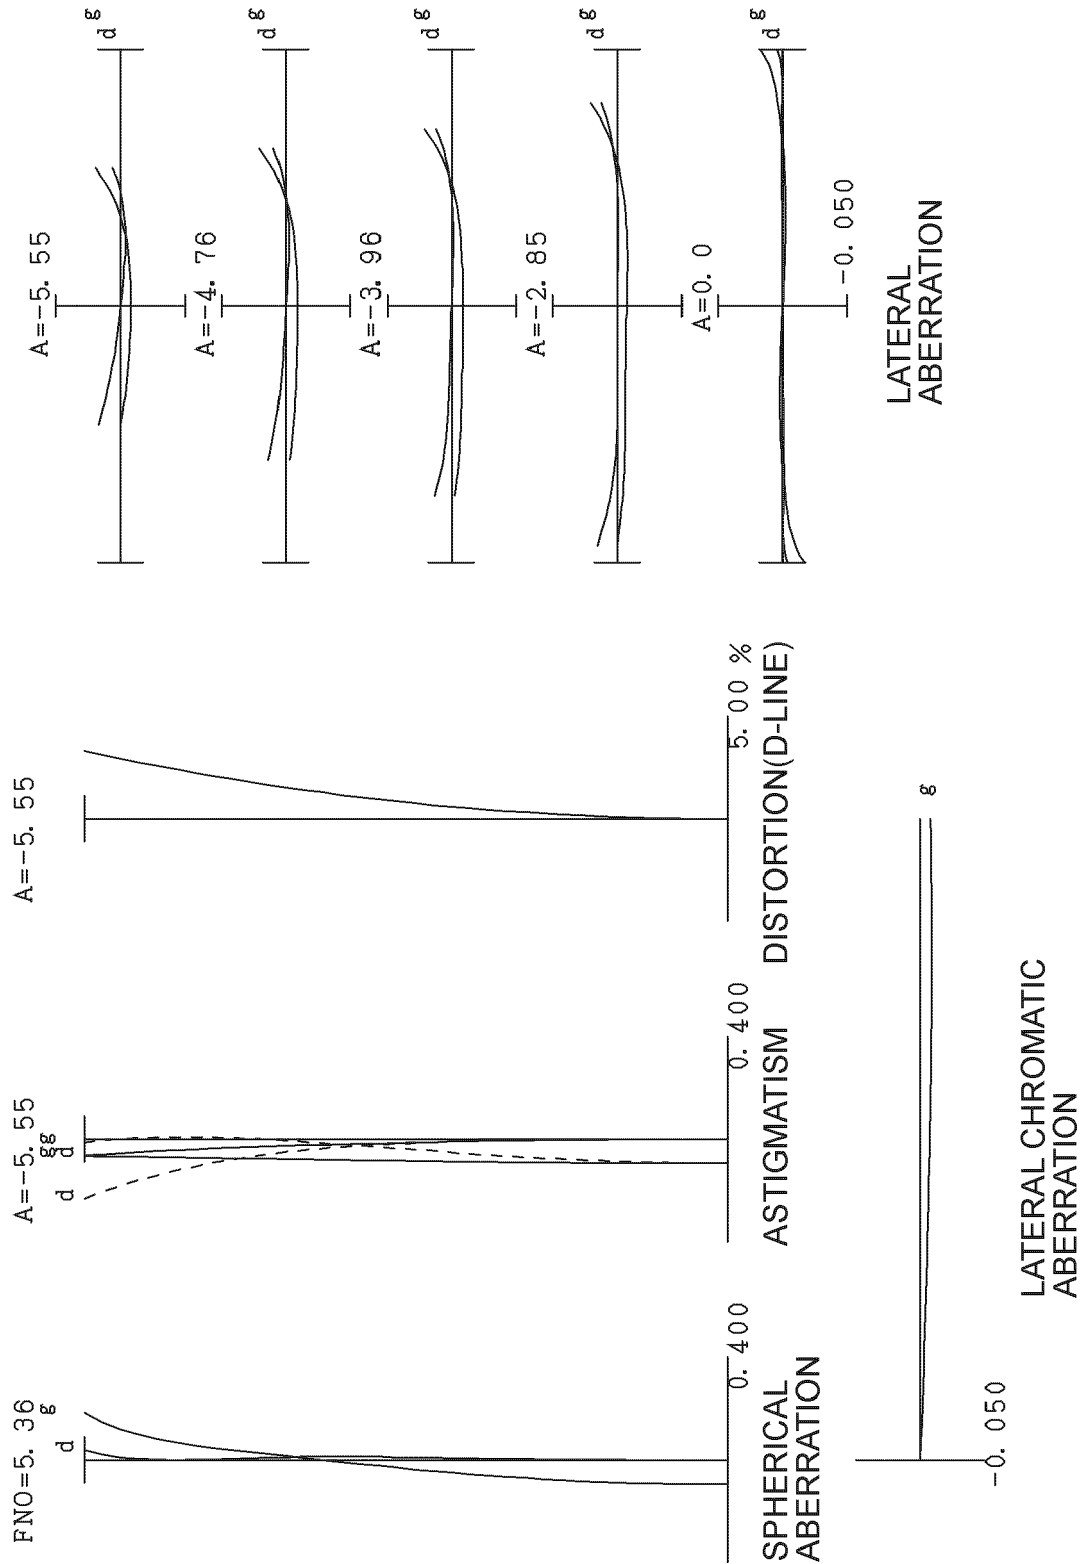 FNO=5.36
d
g
0.400
SPHERICAL
ABERRATION
A=-5.55
g
g
d
d
0.400
ASTIGMATISM
A=-5.55
5.00 %
DISTORTION(D-LINE)
g
-0.050
LATERAL CHROMATIC
ABERRATION
A=-5.55
d
g
A=-4.76
d
g
A=-3.96
d
g
A=-2.85
d
g
A=0.0
d
g
-0.050
LATERAL
ABERRATION